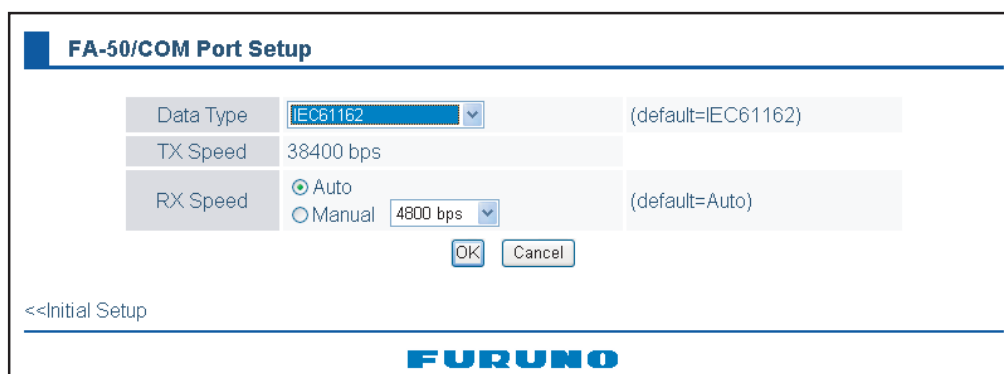 FA-50/COM Port Setup
Data Type IEC61162 (default=IEC61162)
TX Speed 38400 bps
RX Speed Auto (default=Auto)
Manual 4800 bps
OK Cancel
<<Initial Setup
FURUNO